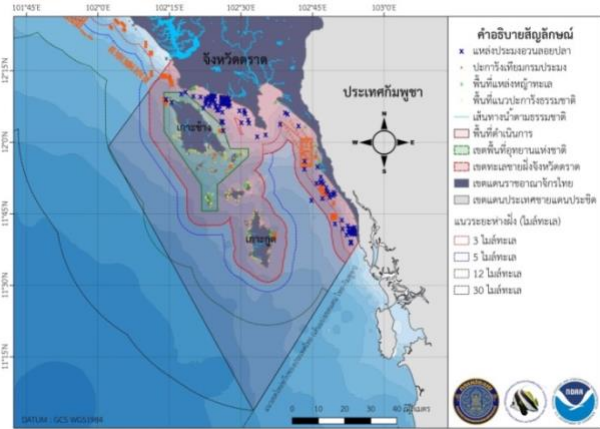 101°45'E 102°0'E 102°15'E 102°30'E 102°45'E 103°0'E
12°15'N
12°0'N
11°45'N
11°30'N
11°15'N
จังหวัดตราด
ประเทศกัมพูชา
เกาะช้าง
เกาะกูด
DATUM : GCS WGS1984
0 10 20 30 40
คำอธิบายสัญลักษณ์
แหล่งประมงอวนลอยปลา
ปะการังเทียมกรมประมง
พื้นที่แหล่งหญ้าทะเล
พื้นที่แนวปะการังธรรมชาติ
เส้นทางน้ำตามธรรมชาติ
พื้นที่ดำเนินการ
เขตพื้นที่อุทยานแห่งชาติ
เขตทะเลชายฝั่งจังหวัดตราด
เขตแดนราชอาณาจักรไทย
เขตแดนประเทศชายแดนประชิด
แนวระยะห่างฝั่ง (ไมล์ทะเล)
3 ไมล์ทะเล
5 ไมล์ทะเล
12 ไมล์ทะเล
30 ไมล์ทะเล
NOAA